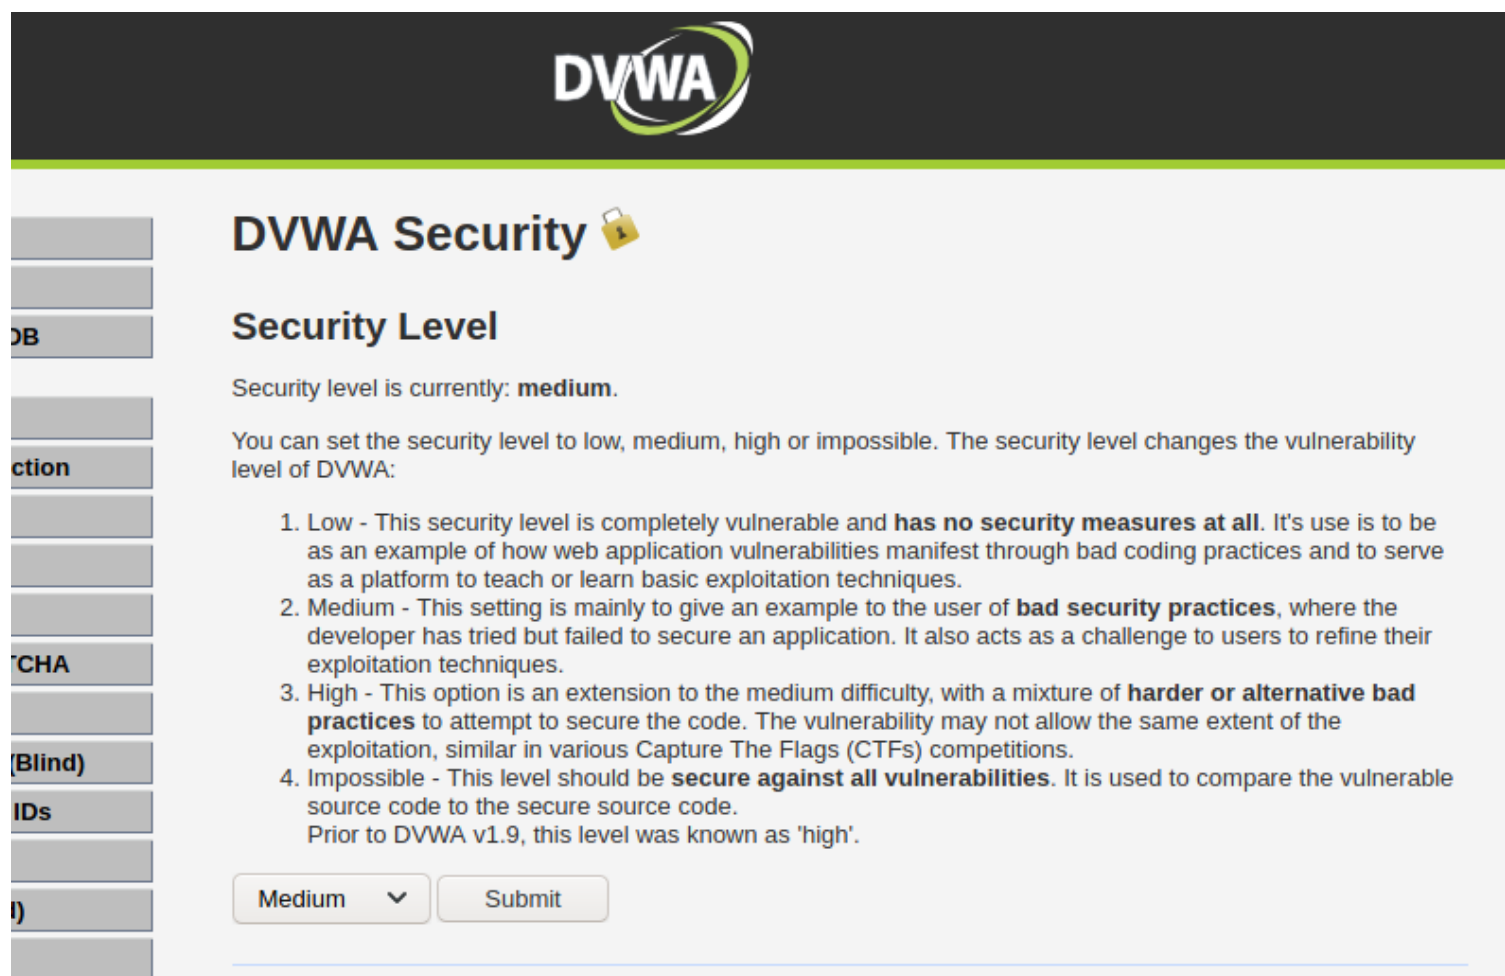 DVWA
DVWA Security
Security Level
DB
Security level is currently: medium.
You can set the security level to low, medium, high or impossible. The security level changes the vulnerability
level of DVWA:
ction
1. Low - This security level is completely vulnerable and has no security measures at all. It's use is to be
as an example of how web application vulnerabilities manifest through bad coding practices and to serve
as a platform to teach or learn basic exploitation techniques.
2. Medium - This setting is mainly to give an example to the user of bad security practices, where the
developer has tried but failed to secure an application. It also acts as a challenge to users to refine their
exploitation techniques.
TCHA
3. High - This option is an extension to the medium difficulty, with a mixture of harder or alternative bad
practices to attempt to secure the code. The vulnerability may not allow the same extent of the
exploitation, similar in various Capture The Flags (CTFs) competitions.
(Blind)
4. Impossible - This level should be secure against all vulnerabilities. It is used to compare the vulnerable
source code to the secure source code.
IDs
Prior to DVWA v1.9, this level was known as 'high'.
Medium
Submit